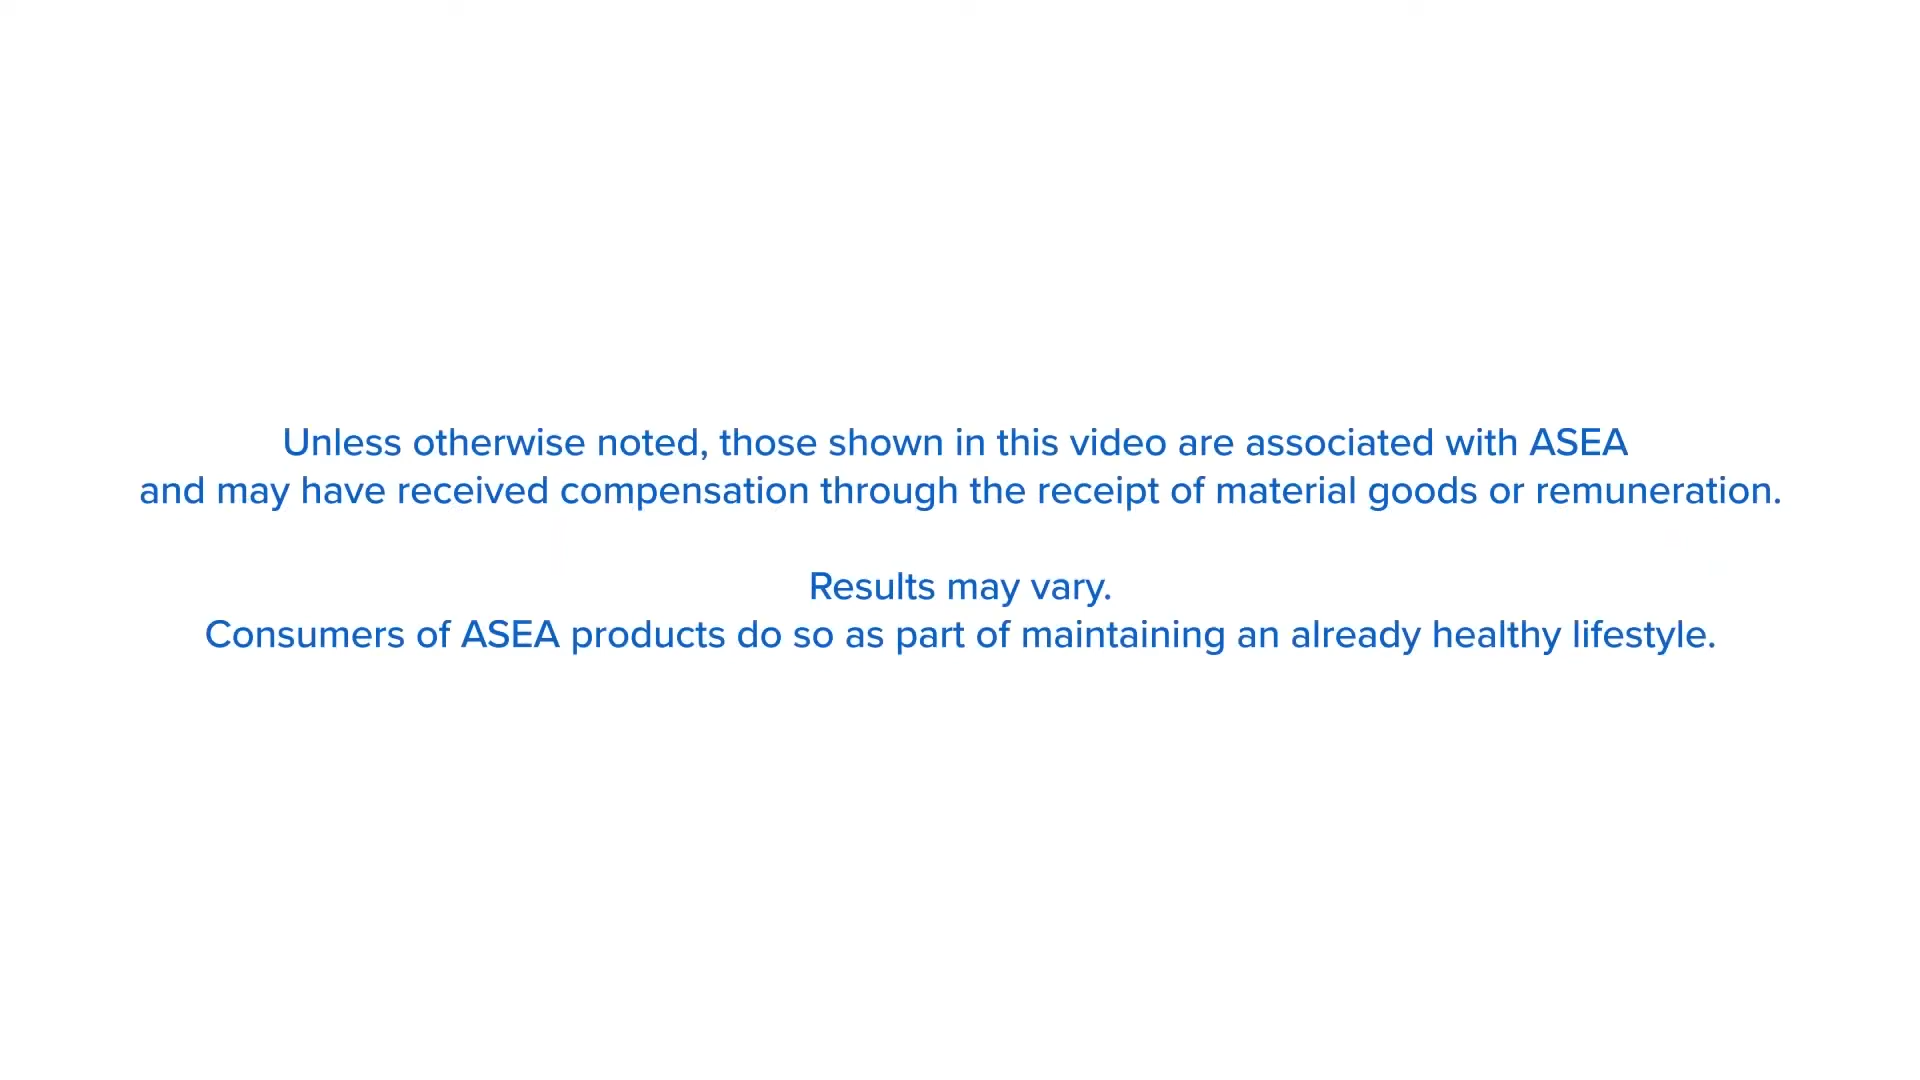 Unless otherwise noted, those shown in this video are associated with ASEA
and may have received compensation through the receipt of material goods or remuneration.
Results may vary.
Consumers of ASEA products do so as part of maintaining an already healthy lifestyle.